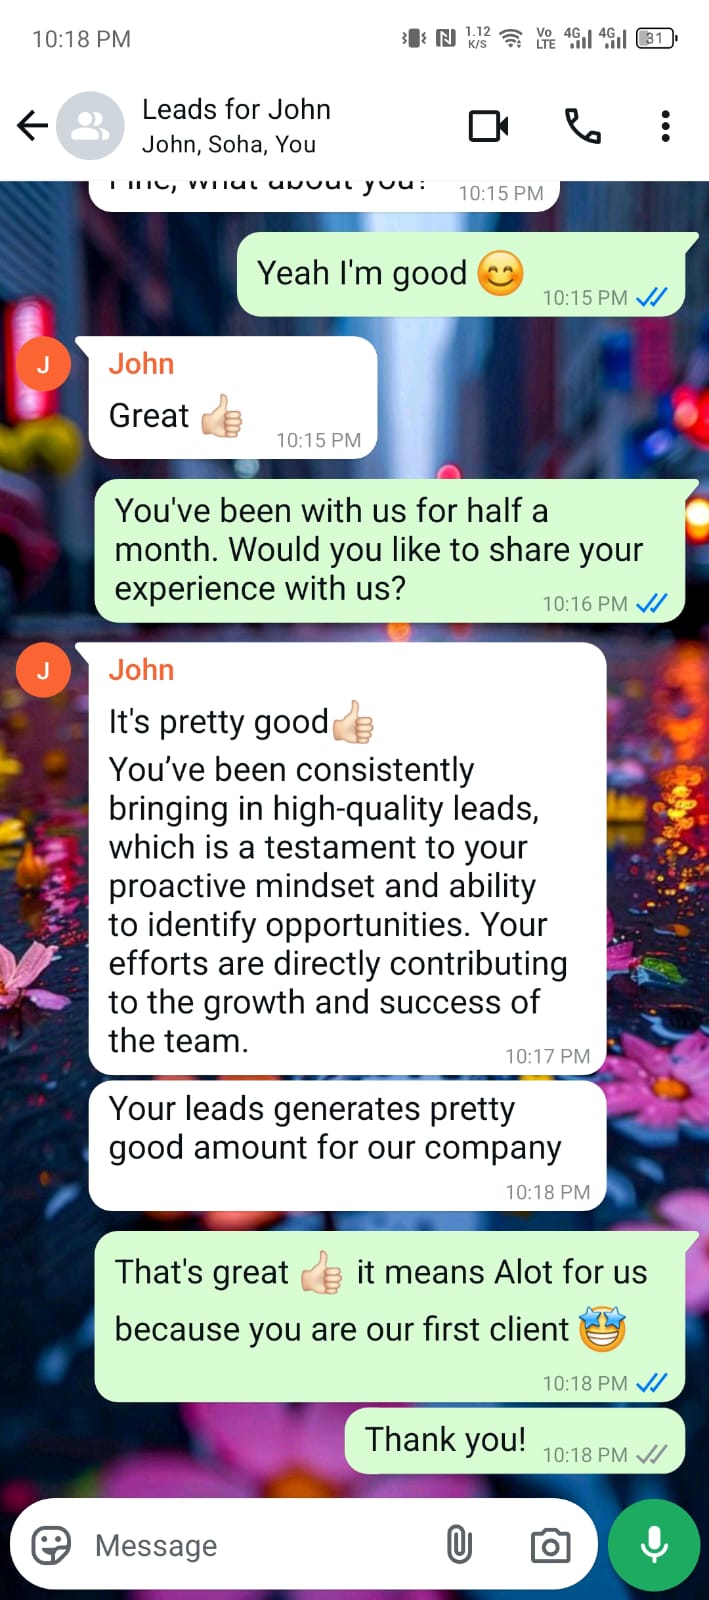 10:18 PM
1.12 K/S
Vo LTE
4G
4G
31
Leads for John
John, Soha, You
what about you?
10:15 PM
Yeah I'm good 😊
10:15 PM
J
John
Great 👍🏻
10:15 PM
You've been with us for half a
month. Would you like to share your
experience with us?
10:16 PM
J
John
It's pretty good👍🏻
You’ve been consistently
bringing in high-quality leads,
which is a testament to your
proactive mindset and ability
to identify opportunities. Your
efforts are directly contributing
to the growth and success of
the team.
10:17 PM
Your leads generates pretty
good amount for our company
10:18 PM
That's great 👍🏻 it means Alot for us
because you are our first client 🤩
10:18 PM
Thank you!
10:18 PM
Message